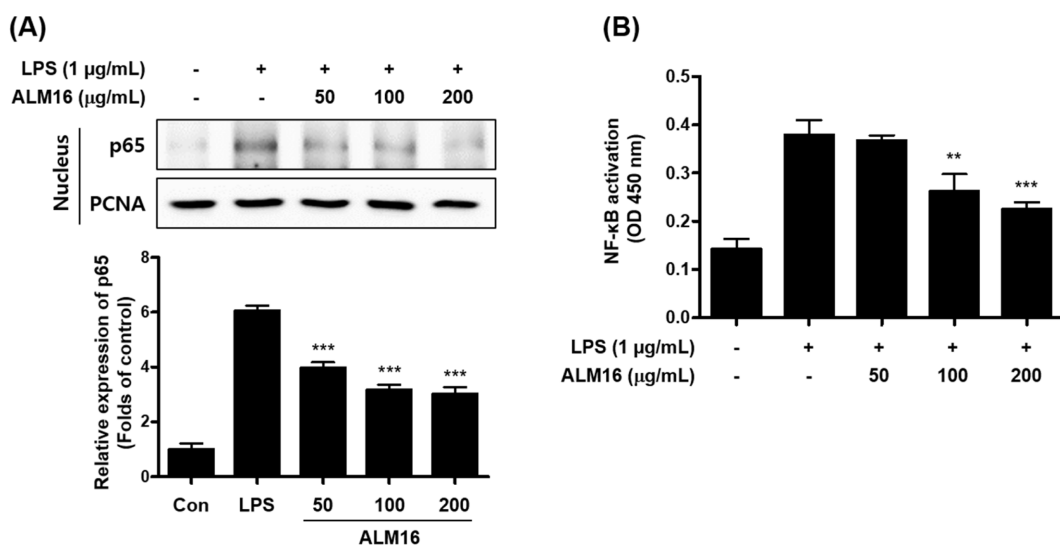 (A)
LPS (1 μg/mL) - + + + +
ALM16 (μg/mL) - - 50 100 200
Nucleus
p65
PCNA
Relative expression of p65
(Folds of control)
8
6
4
2
0
*** *** ***
Con LPS 50 100 200
ALM16
(B)
NF-κB activation
(OD 450 nm)
0.5
0.4
0.3
0.2
0.1
0.0
** ***
LPS (1 μg/mL) - + + + +
ALM16 (μg/mL) - - 50 100 200